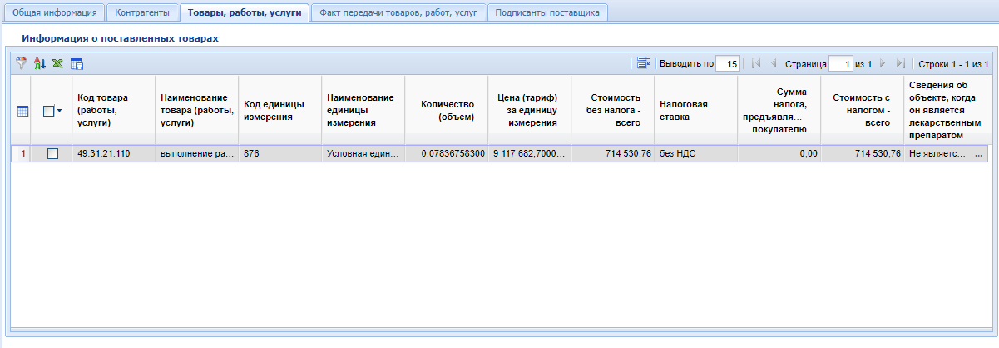 Общая информация Контрагенты Товары, работы, услуги Факт передачи товаров, работ, услуг Подписанты поставщика
Информация о поставленных товарах
Выводить по 15 Страница 1 из 1 Строки 1 - 1 из 1
Код товара (работы, услуги)
Наименование товара (работы, услуги)
Код единицы измерения
Наименование единицы измерения
Количество (объем)
Цена (тариф) за единицу измерения
Стоимость без налога - всего
Налоговая ставка
Сумма налога, предъявля... покупателю
Стоимость с налогом - всего
Сведения об объекте, когда он является лекарственным препаратом
1 49.31.21.110 выполнение ра... 876 Условная един... 0,07836758300 9 117 682,7000... 714 530,76 без НДС 0,00 714 530,76 Не являетс... ...